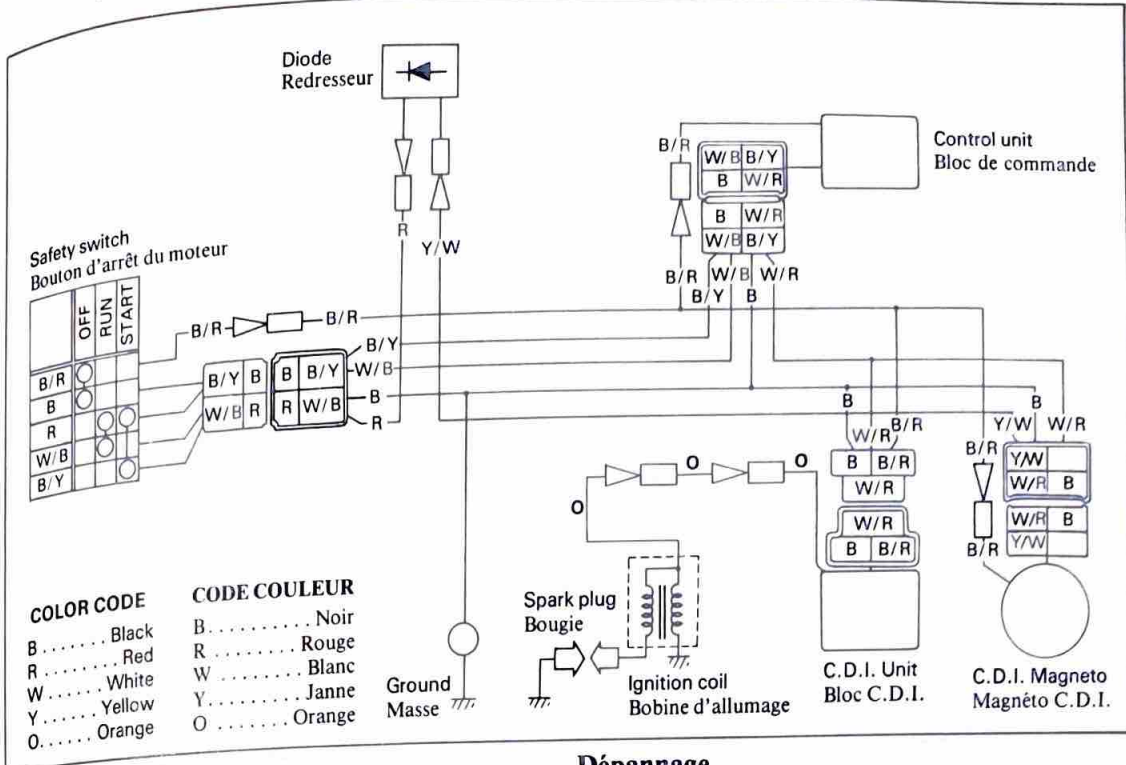 Diode
Redresseur
Control unit
Bloc de commande
B/R
W/B B/Y
B W/R
B W/R
W/B B/Y
R
Y/W
B/R
B/Y
W/B
B
W/R
Safety switch
Bouton d'arrêt du moteur
OFF
RUN
START
B/R
B
R
W/B
B/Y
B/R
B/R
B/Y B
W/B R
B B/Y
R W/B
B/Y
W/B
B
R
B
W/R
B/R
B B/R
W/R
W/R
B B/R
Y/W
B
W/R
B/R
Y/W
W/R B
W/R B
Y/W
B/R
O
O
O
Spark plug
Bougie
Ground
Masse
Ignition coil
Bobine d'allumage
C.D.I. Unit
Bloc C.D.I.
C.D.I. Magneto
Magnéto C.D.I.
COLOR CODE
B ....... Black
R ........ Red
W ...... White
Y ...... Yellow
O...... Orange
CODE COULEUR
B.......... Noir
R ........ Rouge
W ........ Blanc
Y......... Janne
O ....... Orange
Dépannage